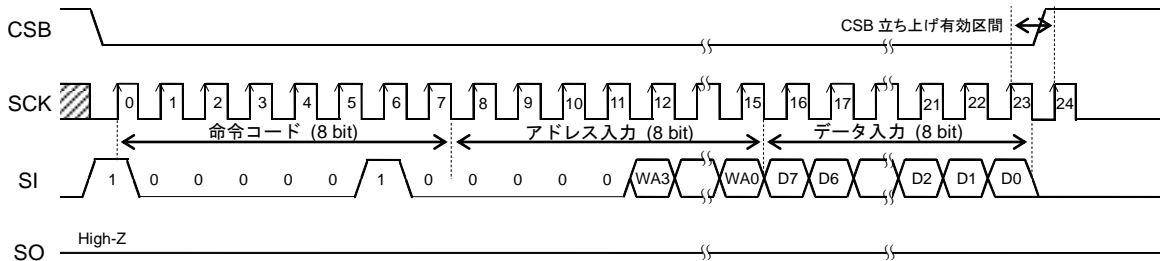 CSB
CSB 立ち上げ有効区間
SCK
0 1 2 3 4 5 6 7 8 9 10 11 12 15 16 17 21 22 23 24
命令コード (8 bit) アドレス入力 (8 bit) データ入力 (8 bit)
SI
1 0 0 0 0 0 1 0 0 0 0 0 WA3 WA0 D7 D6 D2 D1 D0
High-Z
SO